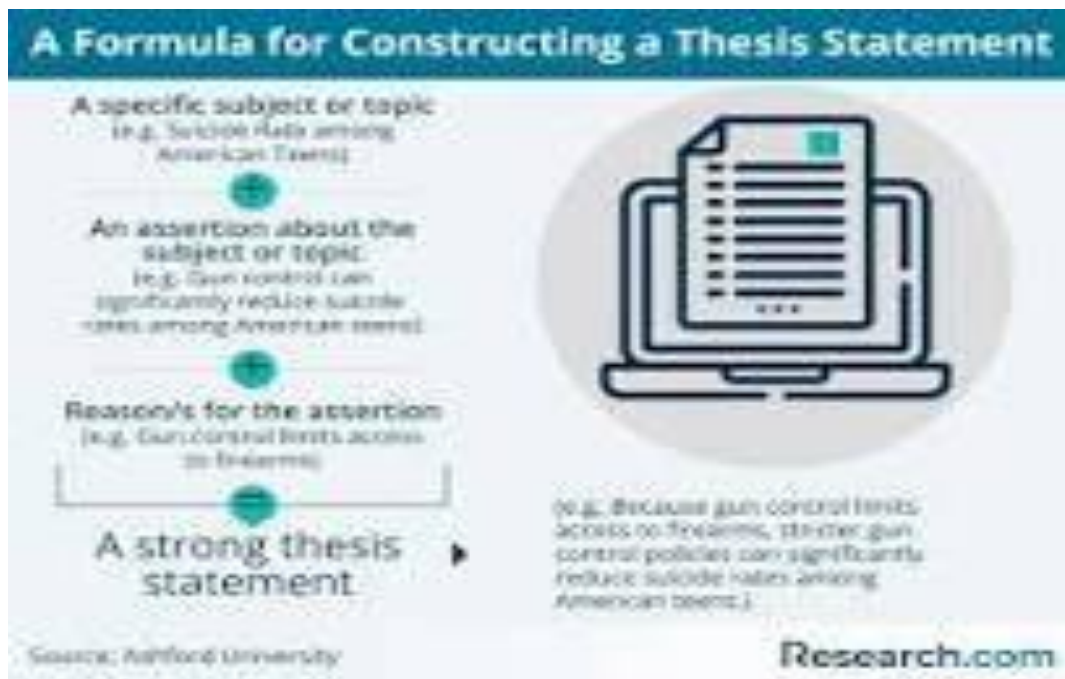 A Formula for Constructing a Thesis Statement
A specific subject or topic
(e.g. Suicide Rate among
American Teens)
+
An assertion about the
subject or topic.
(e.g. Gun control can
significantly reduce suicide
rates among American teens)
+
Reason/s for the assertion
(e.g. Gun control limits access
to firearms)
A strong thesis
statement
(e.g. Because gun control limits
access to firearms, stricter gun
control policies can significantly
reduce suicide rates among
American teens.)
Source: Ashford University
Research.com